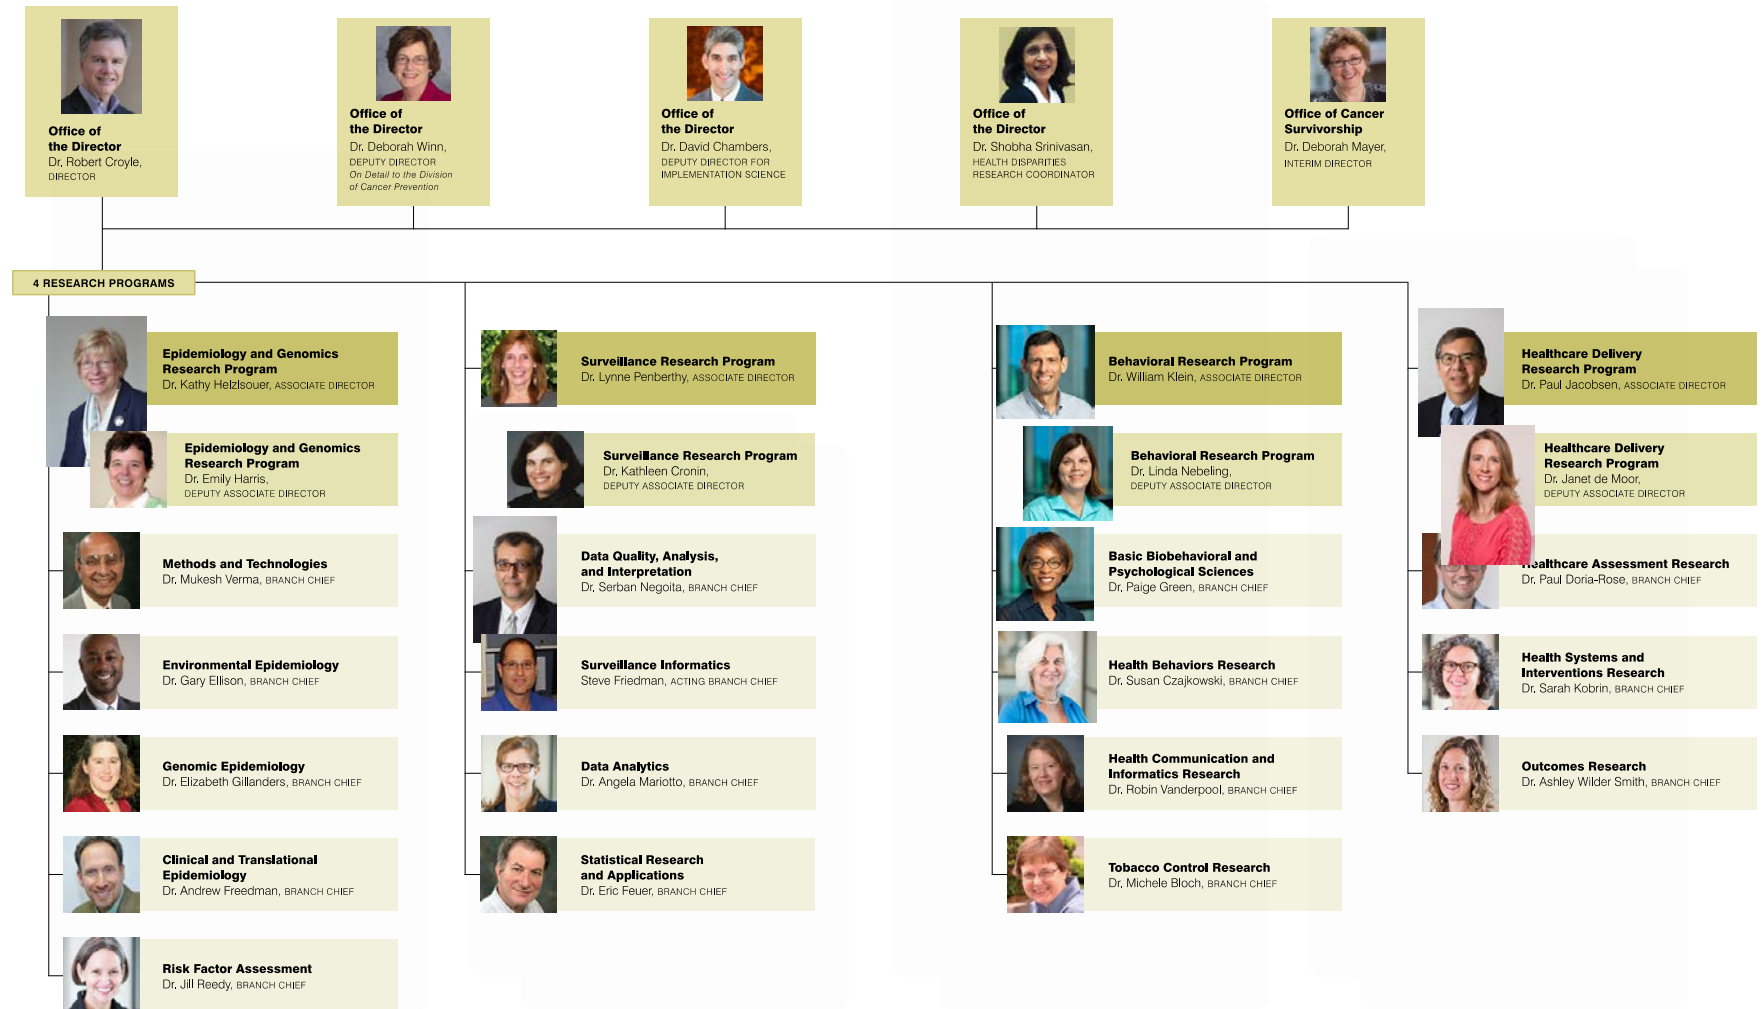 Office of
the Director
Dr. Robert Croyle,
DIRECTOR
Office of
the Director
Dr. Deborah Winn,
DEPUTY DIRECTOR
On Detail to the Division
of Cancer Prevention
Office of
the Director
Dr. David Chambers,
DEPUTY DIRECTOR FOR
IMPLEMENTATION SCIENCE
Office of
the Director
Dr. Shobha Srinivasan,
HEALTH DISPARITIES
RESEARCH COORDINATOR
Office of Cancer
Survivorship
Dr. Deborah Mayer,
INTERIM DIRECTOR
4 RESEARCH PROGRAMS
Epidemiology and Genomics
Research Program
Dr. Kathy Helzlsouer, ASSOCIATE DIRECTOR
Epidemiology and Genomics
Research Program
Dr. Emily Harris,
DEPUTY ASSOCIATE DIRECTOR
Methods and Technologies
Dr. Mukesh Verma, BRANCH CHIEF
Environmental Epidemiology
Dr. Gary Ellison, BRANCH CHIEF
Genomic Epidemiology
Dr. Elizabeth Gillanders, BRANCH CHIEF
Clinical and Translational
Epidemiology
Dr. Andrew Freedman, BRANCH CHIEF
Risk Factor Assessment
Dr. Jill Reedy, BRANCH CHIEF
Surveillance Research Program
Dr. Lynne Penberthy, ASSOCIATE DIRECTOR
Surveillance Research Program
Dr. Kathleen Cronin,
DEPUTY ASSOCIATE DIRECTOR
Data Quality, Analysis,
and Interpretation
Dr. Serban Negoita, BRANCH CHIEF
Surveillance Informatics
Steve Friedman, ACTING BRANCH CHIEF
Data Analytics
Dr. Angela Mariotto, BRANCH CHIEF
Statistical Research
and Applications
Dr. Eric Feuer, BRANCH CHIEF
Behavioral Research Program
Dr. William Klein, ASSOCIATE DIRECTOR
Behavioral Research Program
Dr. Linda Nebeling,
DEPUTY ASSOCIATE DIRECTOR
Basic Biobehavioral and
Psychological Sciences
Dr. Paige Green, BRANCH CHIEF
Health Behaviors Research
Dr. Susan Czajkowski, BRANCH CHIEF
Health Communication and
Informatics Research
Dr. Robin Vanderpool, BRANCH CHIEF
Tobacco Control Research
Dr. Michele Bloch, BRANCH CHIEF
Healthcare Delivery
Research Program
Dr. Paul Jacobsen, ASSOCIATE DIRECTOR
Healthcare Delivery
Research Program
Dr. Janet de Moor,
DEPUTY ASSOCIATE DIRECTOR
Healthcare Assessment Research
Dr. Paul Doria-Rose, BRANCH CHIEF
Health Systems and
Interventions Research
Dr. Sarah Kobrin, BRANCH CHIEF
Outcomes Research
Dr. Ashley Wilder Smith, BRANCH CHIEF